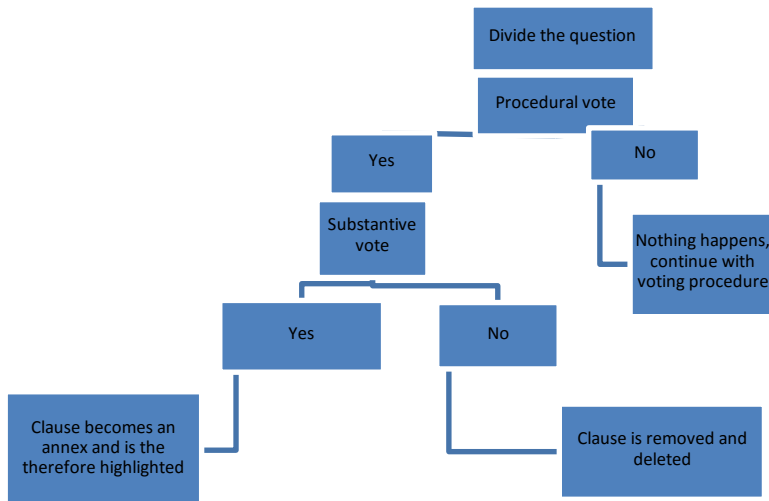 Divide the question
Procedural vote
Yes
No
Substantive
vote
Nothing happens,
continue with
voting procedure
Yes
No
Clause becomes an
annex and is the
therefore highlighted
Clause is removed and
deleted